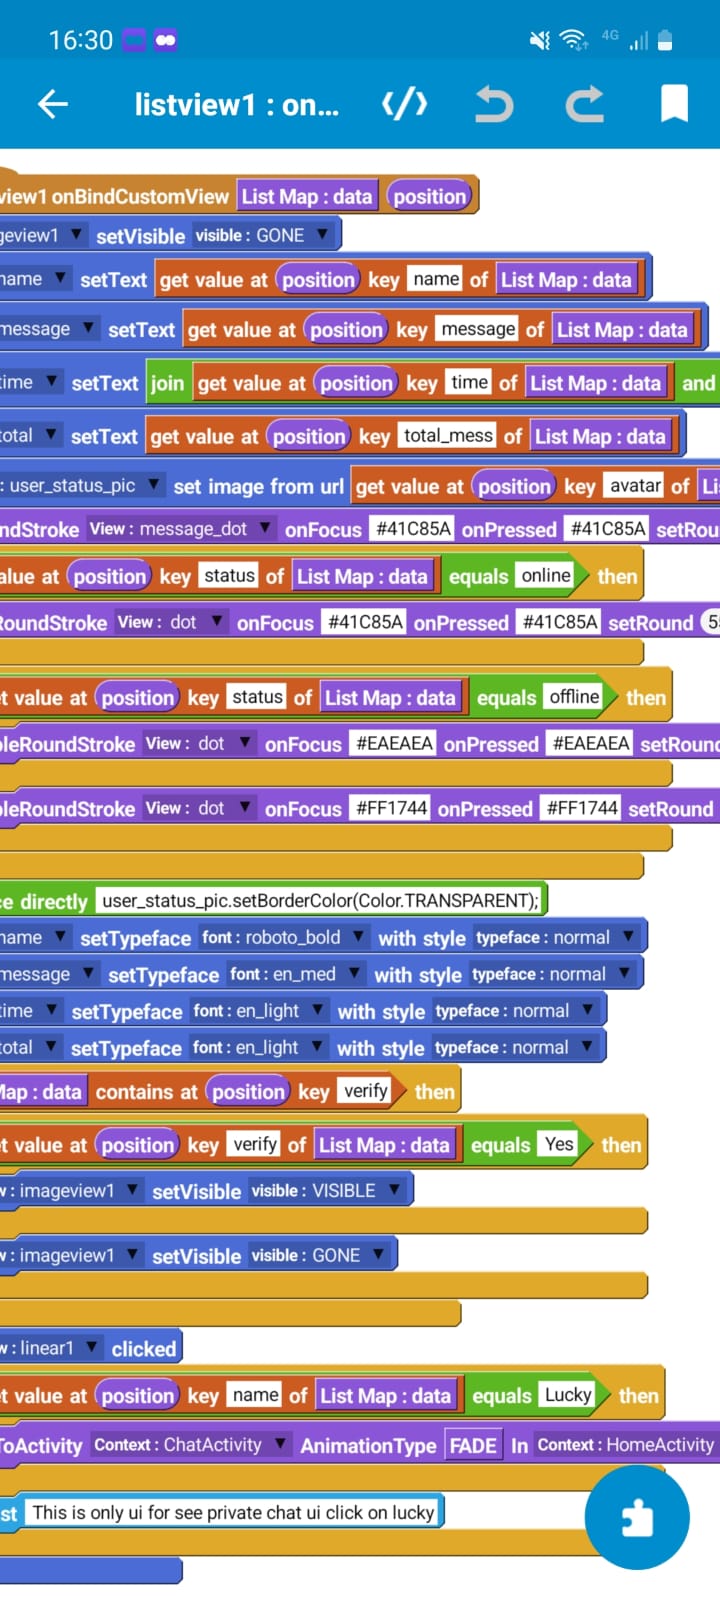 16:30 4G
listview1 : on... </>
view1 onBindCustomView List Map : data position
geview1 setVisible visible : GONE
name setText get value at position key name of List Map : data
message setText get value at position key message of List Map : data
time setText join get value at position key time of List Map : data and
total setText get value at position key total_mess of List Map : data
: user_status_pic set image from url get value at position key avatar of Li
ndStroke View : message_dot onFocus #41C85A onPressed #41C85A setRou
alue at position key status of List Map : data equals online then
RoundStroke View : dot onFocus #41C85A onPressed #41C85A setRound 5
t value at position key status of List Map : data equals offline then
leRoundStroke View : dot onFocus #EAEAEA onPressed #EAEAEA setRound
leRoundStroke View : dot onFocus #FF1744 onPressed #FF1744 setRound
ce directly user_status_pic.setBorderColor(Color.TRANSPARENT);
name setTypeface font : roboto_bold with style typeface : normal
message setTypeface font : en_med with style typeface : normal
time setTypeface font : en_light with style typeface : normal
total setTypeface font : en_light with style typeface : normal
Map : data contains at position key verify then
t value at position key verify of List Map : data equals Yes then
w : imageview1 setVisible visible : VISIBLE
w : imageview1 setVisible visible : GONE
w : linear1 clicked
t value at position key name of List Map : data equals Lucky then
ToActivity Context : ChatActivity AnimationType FADE In Context : HomeActivity
st This is only ui for see private chat ui click on lucky